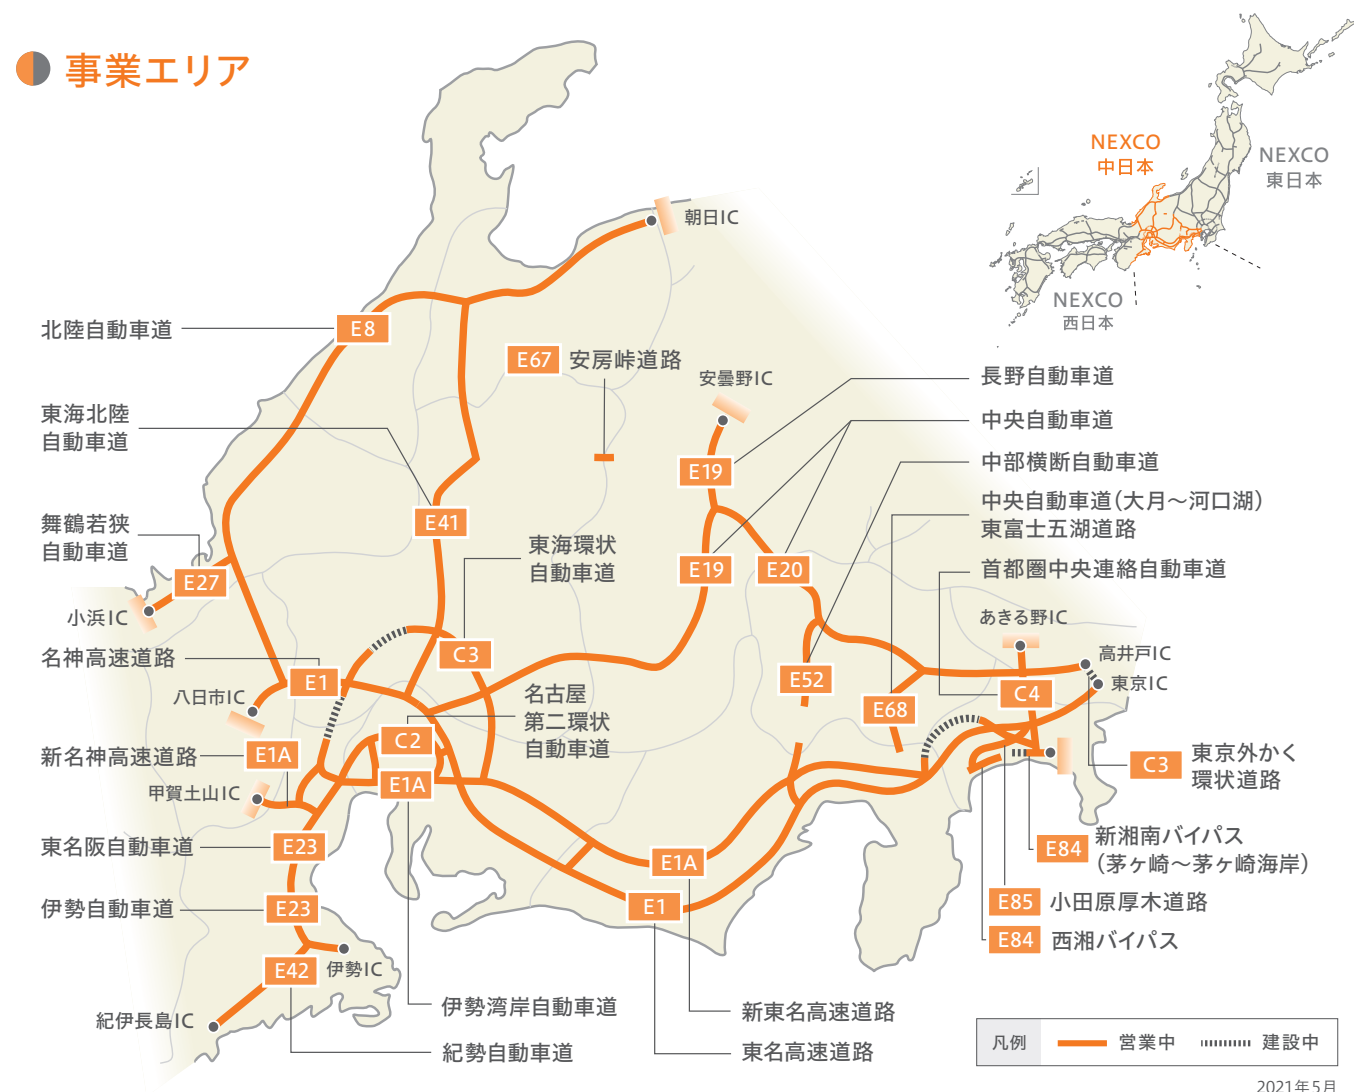 事業エリア
NEXCO
中日本
NEXCO
東日本
NEXCO
西日本
朝日IC
北陸自動車道
E8
E67
安房峠道路
安曇野IC
長野自動車道
東海北陸
自動車道
中央自動車道
E19
中部横断自動車道
中央自動車道(大月～河口湖)
東富士五湖道路
E41
舞鶴若狭
自動車道
東海環状
自動車道
E27
E19
E20
首都圏中央連絡自動車道
小浜IC
あきる野IC
名神高速道路
C3
高井戸IC
E1
E52
東京IC
八日市IC
名古屋
第二環状
自動車道
C4
E68
C2
新名神高速道路
E1A
C3
東京外かく
環状道路
甲賀土山IC
E1A
東名阪自動車道
E23
E1A
E84
新湘南バイパス
(茅ヶ崎～茅ヶ崎海岸)
伊勢自動車道
E23
E1
E85
小田原厚木道路
E84
西湘バイパス
E42
伊勢IC
紀伊長島IC
伊勢湾岸自動車道
新東名高速道路
紀勢自動車道
東名高速道路
凡例
営業中
建設中
2021年5月